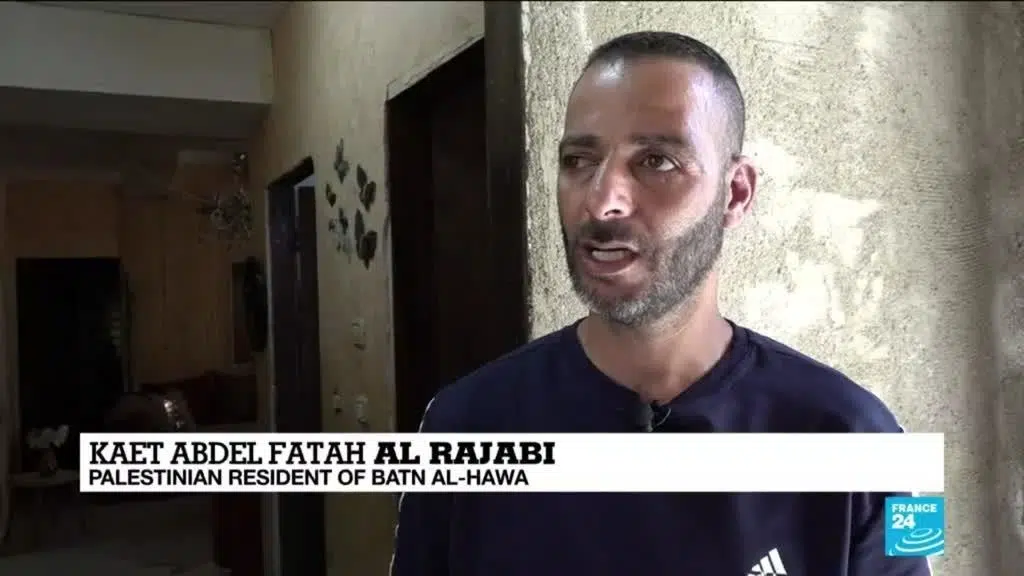 KAET ABDEL FATAH AL RAJABI
PALESTINIAN RESIDENT OF BATN AL-HAWA
FRANCE
24